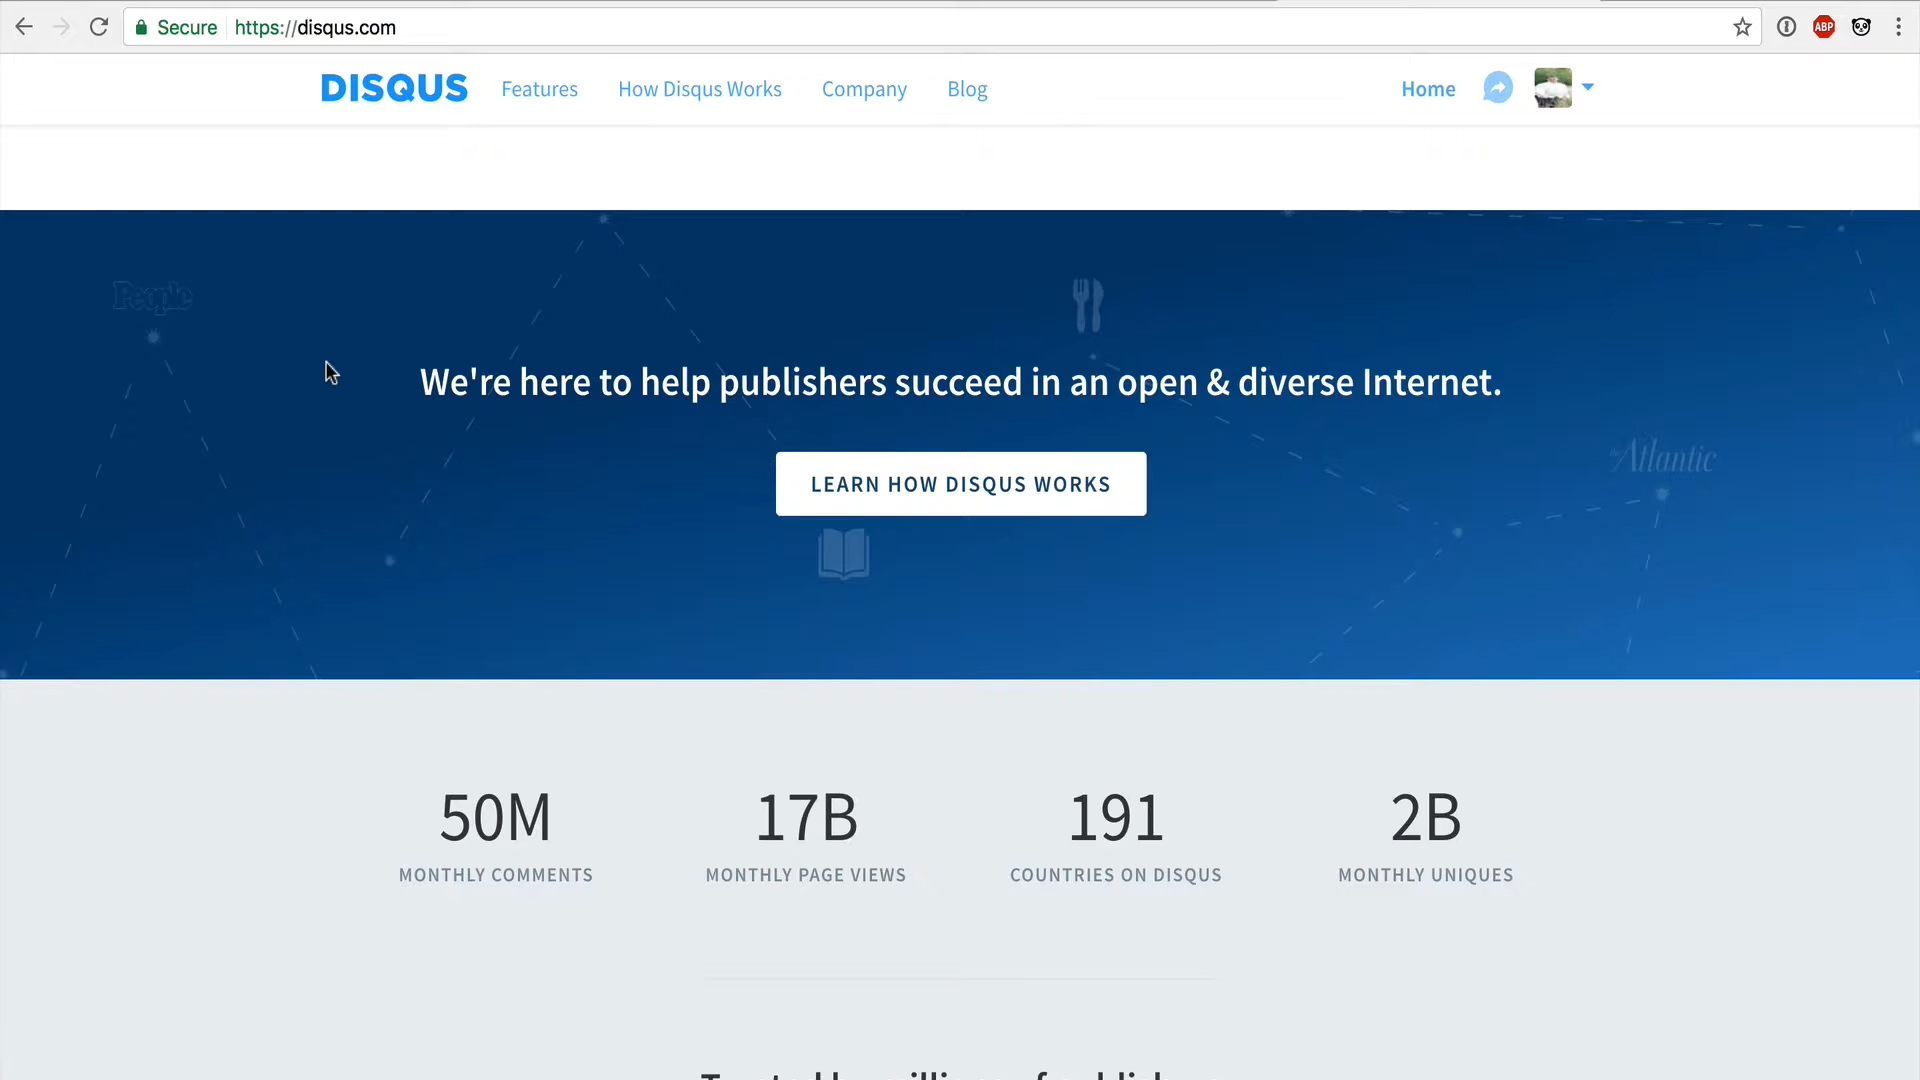 Secure https://disqus.com
ABP
DISQUS Features How Disqus Works Company Blog Home
People
We're here to help publishers succeed in an open & diverse Internet.
the Atlantic
LEARN HOW DISQUS WORKS
50M 17B 191 2B
MONTHLY COMMENTS MONTHLY PAGE VIEWS COUNTRIES ON DISQUS MONTHLY UNIQUES